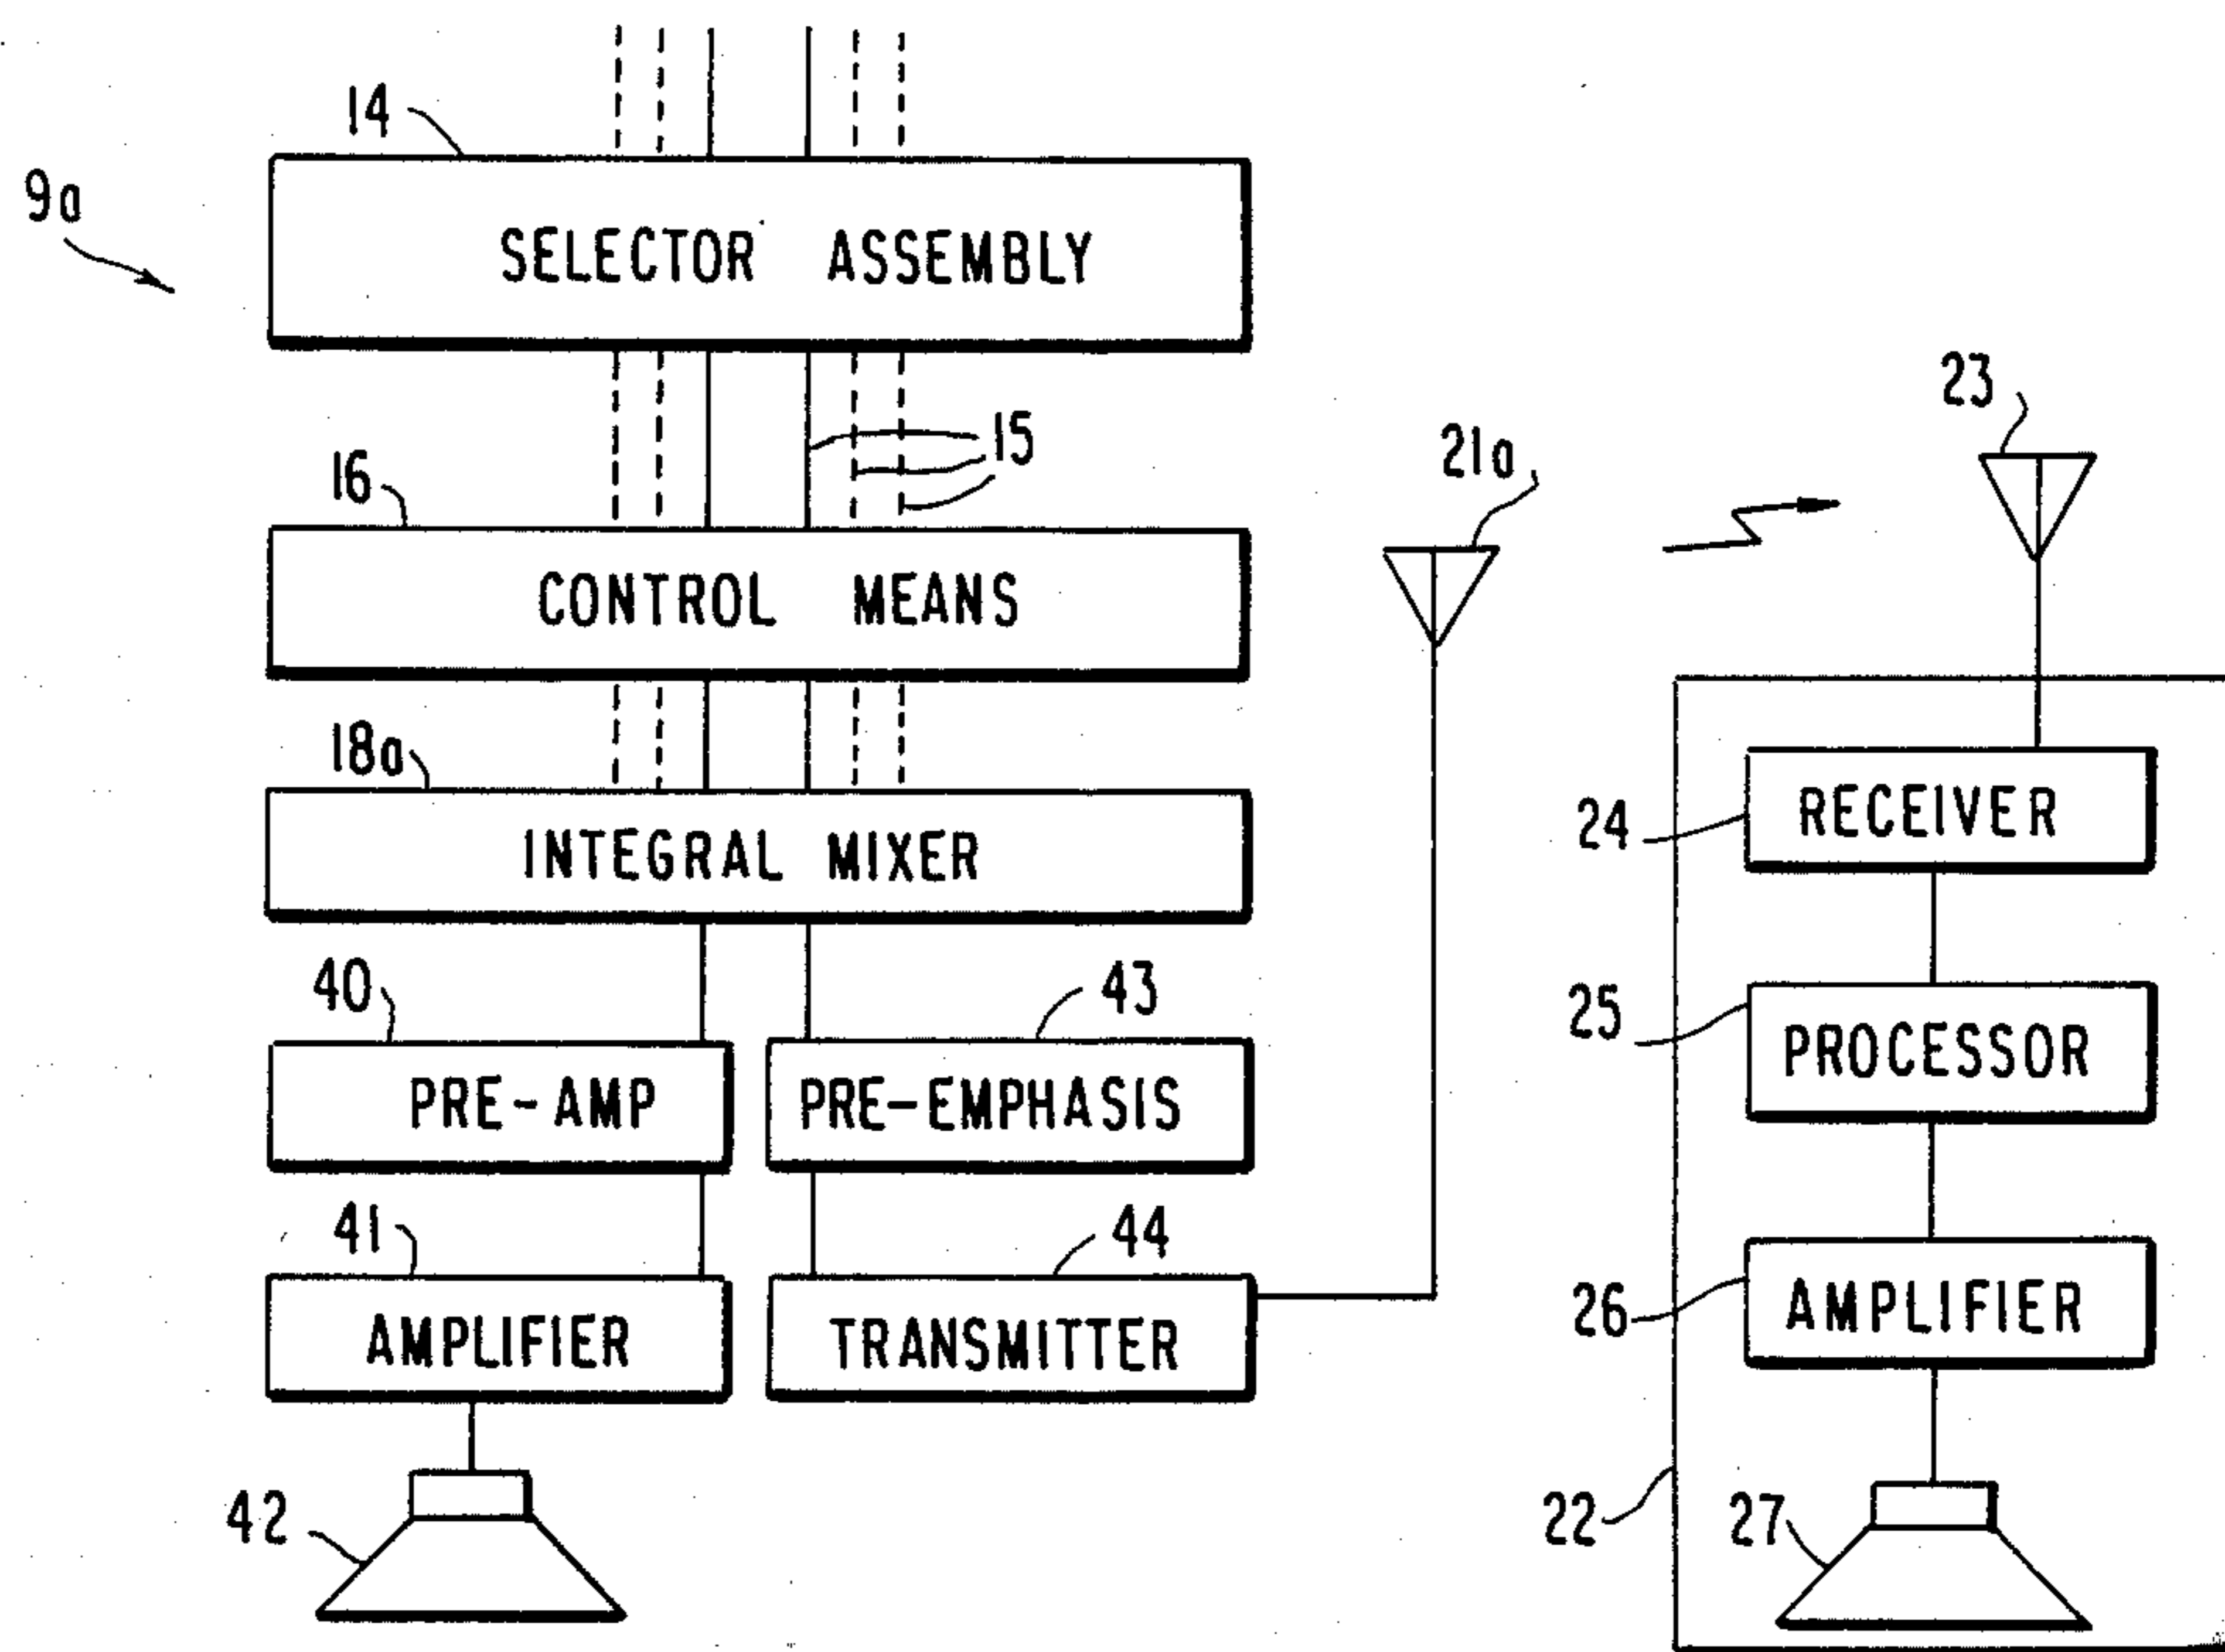 14
9a
SELECTOR ASSEMBLY
15
16
CONTROL MEANS
18a
INTEGRAL MIXER
40
43
PRE-AMP
PRE-EMPHASIS
41
44
AMPLIFIER
TRANSMITTER
42
21a
23
24
RECEIVER
25
PROCESSOR
26
AMPLIFIER
22
27